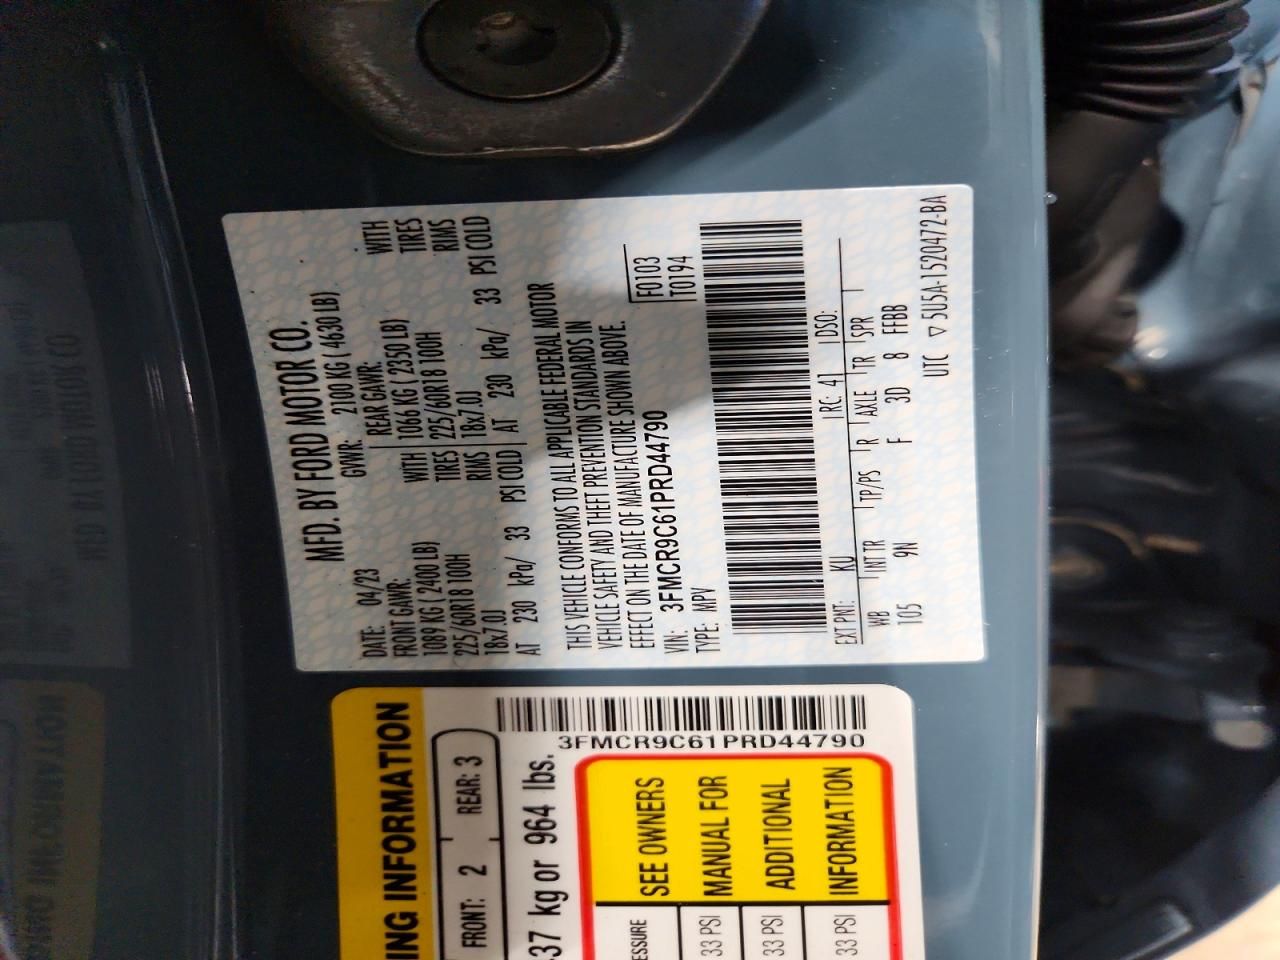 MFD. BY FORD MOTOR CO.
DATE: 04/23 GVWR: 2100 KG ( 4630 LB)
FRONT GAWR: REAR GAWR: WITH
1089 KG ( 2400 LB) WITH 1066 KG ( 2350 LB) TIRES
225/60R18 100H TIRES 225/60R18 100H RIMS
18x7.0J RIMS 18x7.0J
AT 230 kPa/ 33 PSI COLD AT 230 kPa/ 33 PSI COLD
THIS VEHICLE CONFORMS TO ALL APPLICABLE FEDERAL MOTOR
VEHICLE SAFETY AND THEFT PREVENTION STANDARDS IN
EFFECT ON THE DATE OF MANUFACTURE SHOWN ABOVE.
VIN: 3FMCR9C61PRD44790 F0103
TYPE: MPV T0194
EXT PNT: KU RC: 41 DSO:
WB INT TR TP/PS R AXLE TR SPR
105 9N F 3D 8 FFBB
UTC ▽ 5U5A-1520472-BA
ING INFORMATION
FRONT: 2 REAR: 3
37 kg or 964 lbs.
3FMCR9C61PRD44790
ESSURE SEE OWNERS
33 PSI MANUAL FOR
33 PSI ADDITIONAL
33 PSI INFORMATION